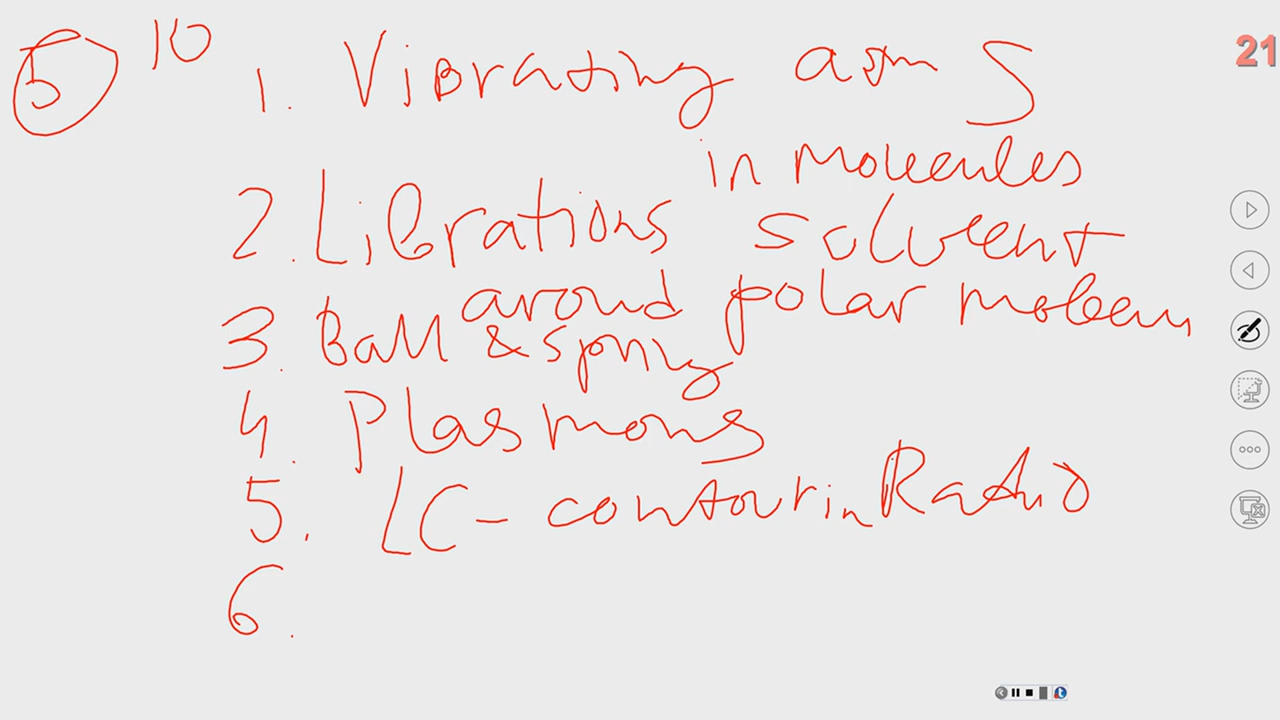 5 10
21
1. Vibrating atoms
in molecules
2. Librations solvent
around polar molecules
3. Ball & spring
4. Plasmons
5. LC - contour in Radio
6.